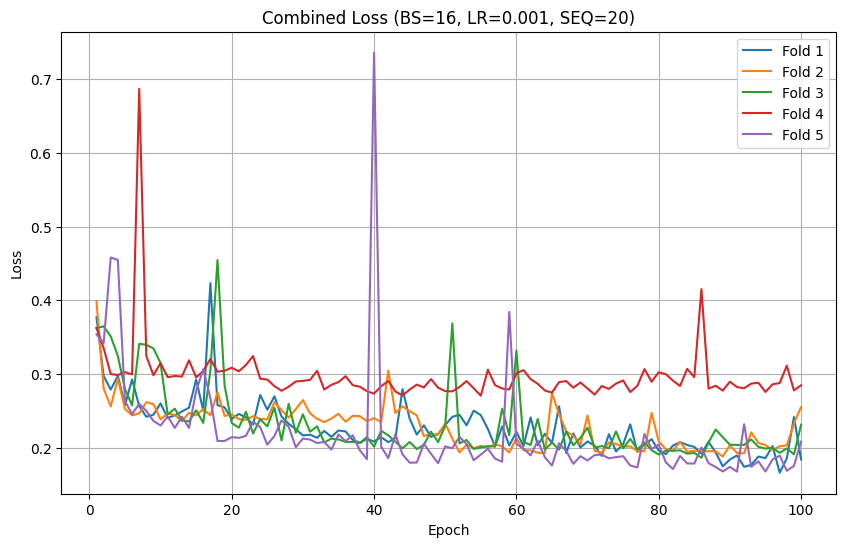 Combined Loss (BS=16, LR=0.001, SEQ=20)
Fold 1
Fold 2
Fold 3
Fold 4
Fold 5
0.7
0.6
0.5
0.4
0.3
0.2
Loss
0 20 40 60 80 100
Epoch